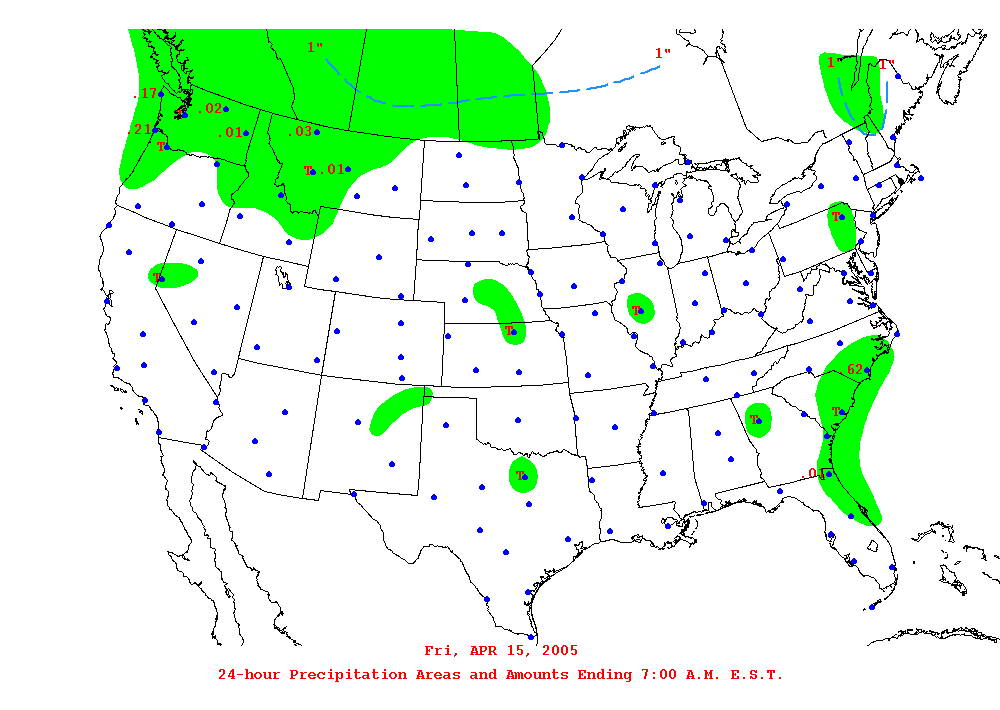 1"
1"
1"
T"
.17
.02
.21
.01
.03
T
T
.01
T
T
T
T
.62
T
T
.0
T
Fri, APR 15, 2005
24-hour Precipitation Areas and Amounts Ending 7:00 A.M. E.S.T.